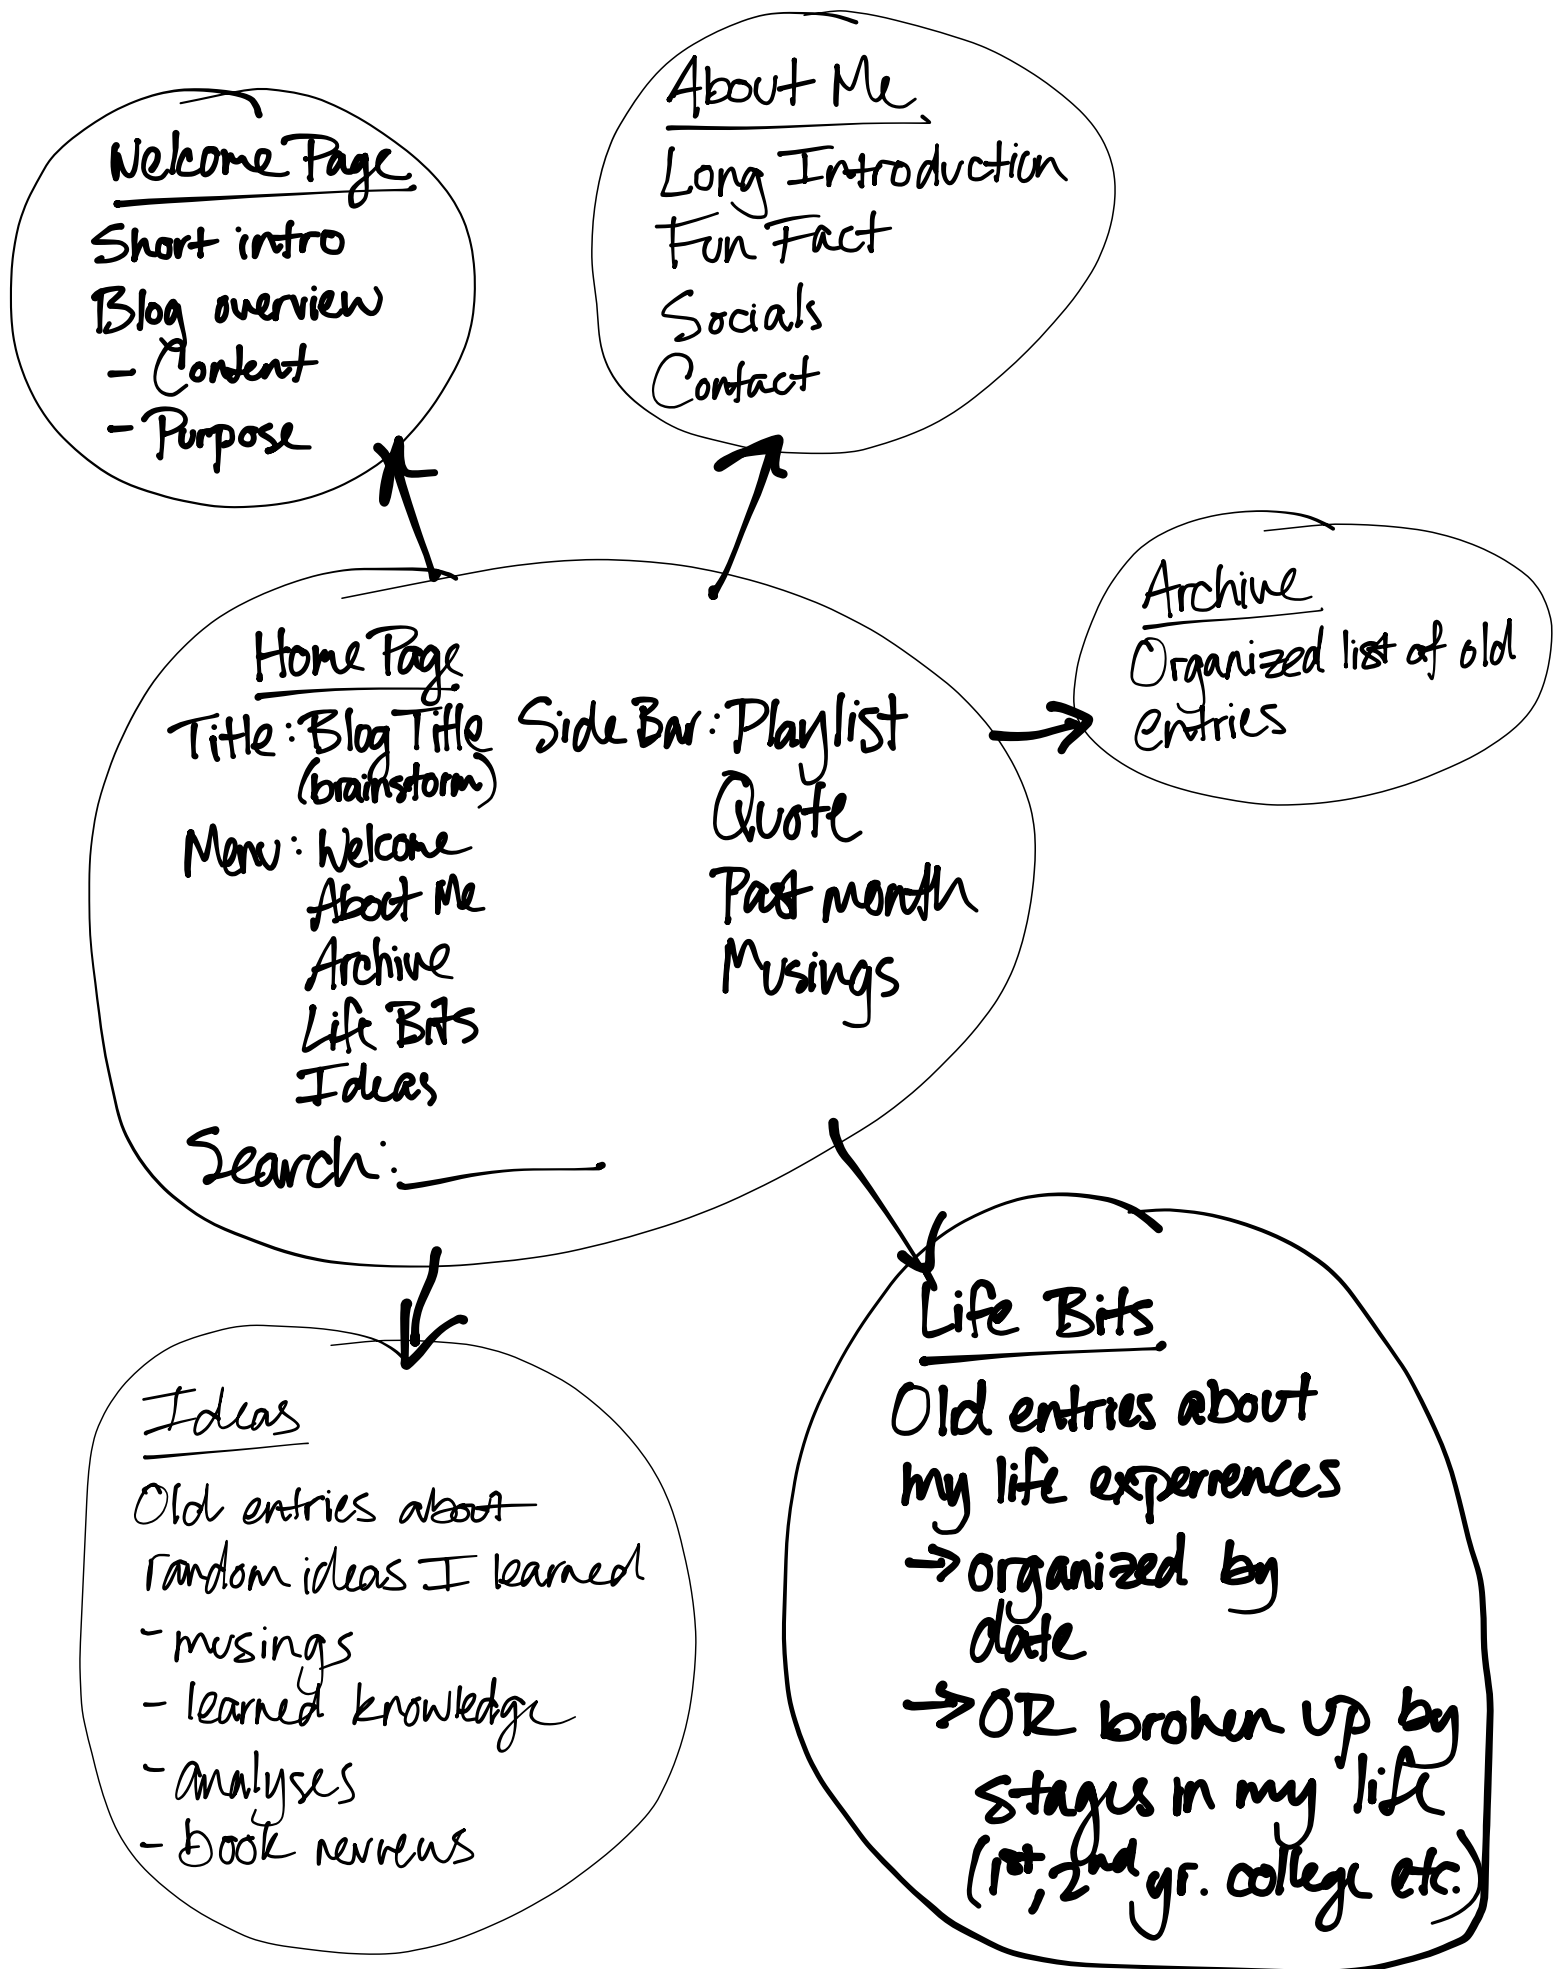 Welcome Page
Short intro
Blog overview
- Content
- Purpose
About Me
Long Introduction
Fun Fact
Socials
Contact
Archive
Organized list of old
entries
Home Page
Title: Blog Title
(brainstorm)
Menu: Welcome
About Me
Archive
Life Bits
Ideas
Search:
Side Bar: Playlist
Quote
Past month
Musings
Ideas
Old entries about
random ideas I learned
- musings
- learned knowledge
- analyses
- book reviews
Life Bits
Old entries about
my life experiences
→ organized by
date
→ OR broken up by
stages in my life
(1st, 2nd yr. college etc.)